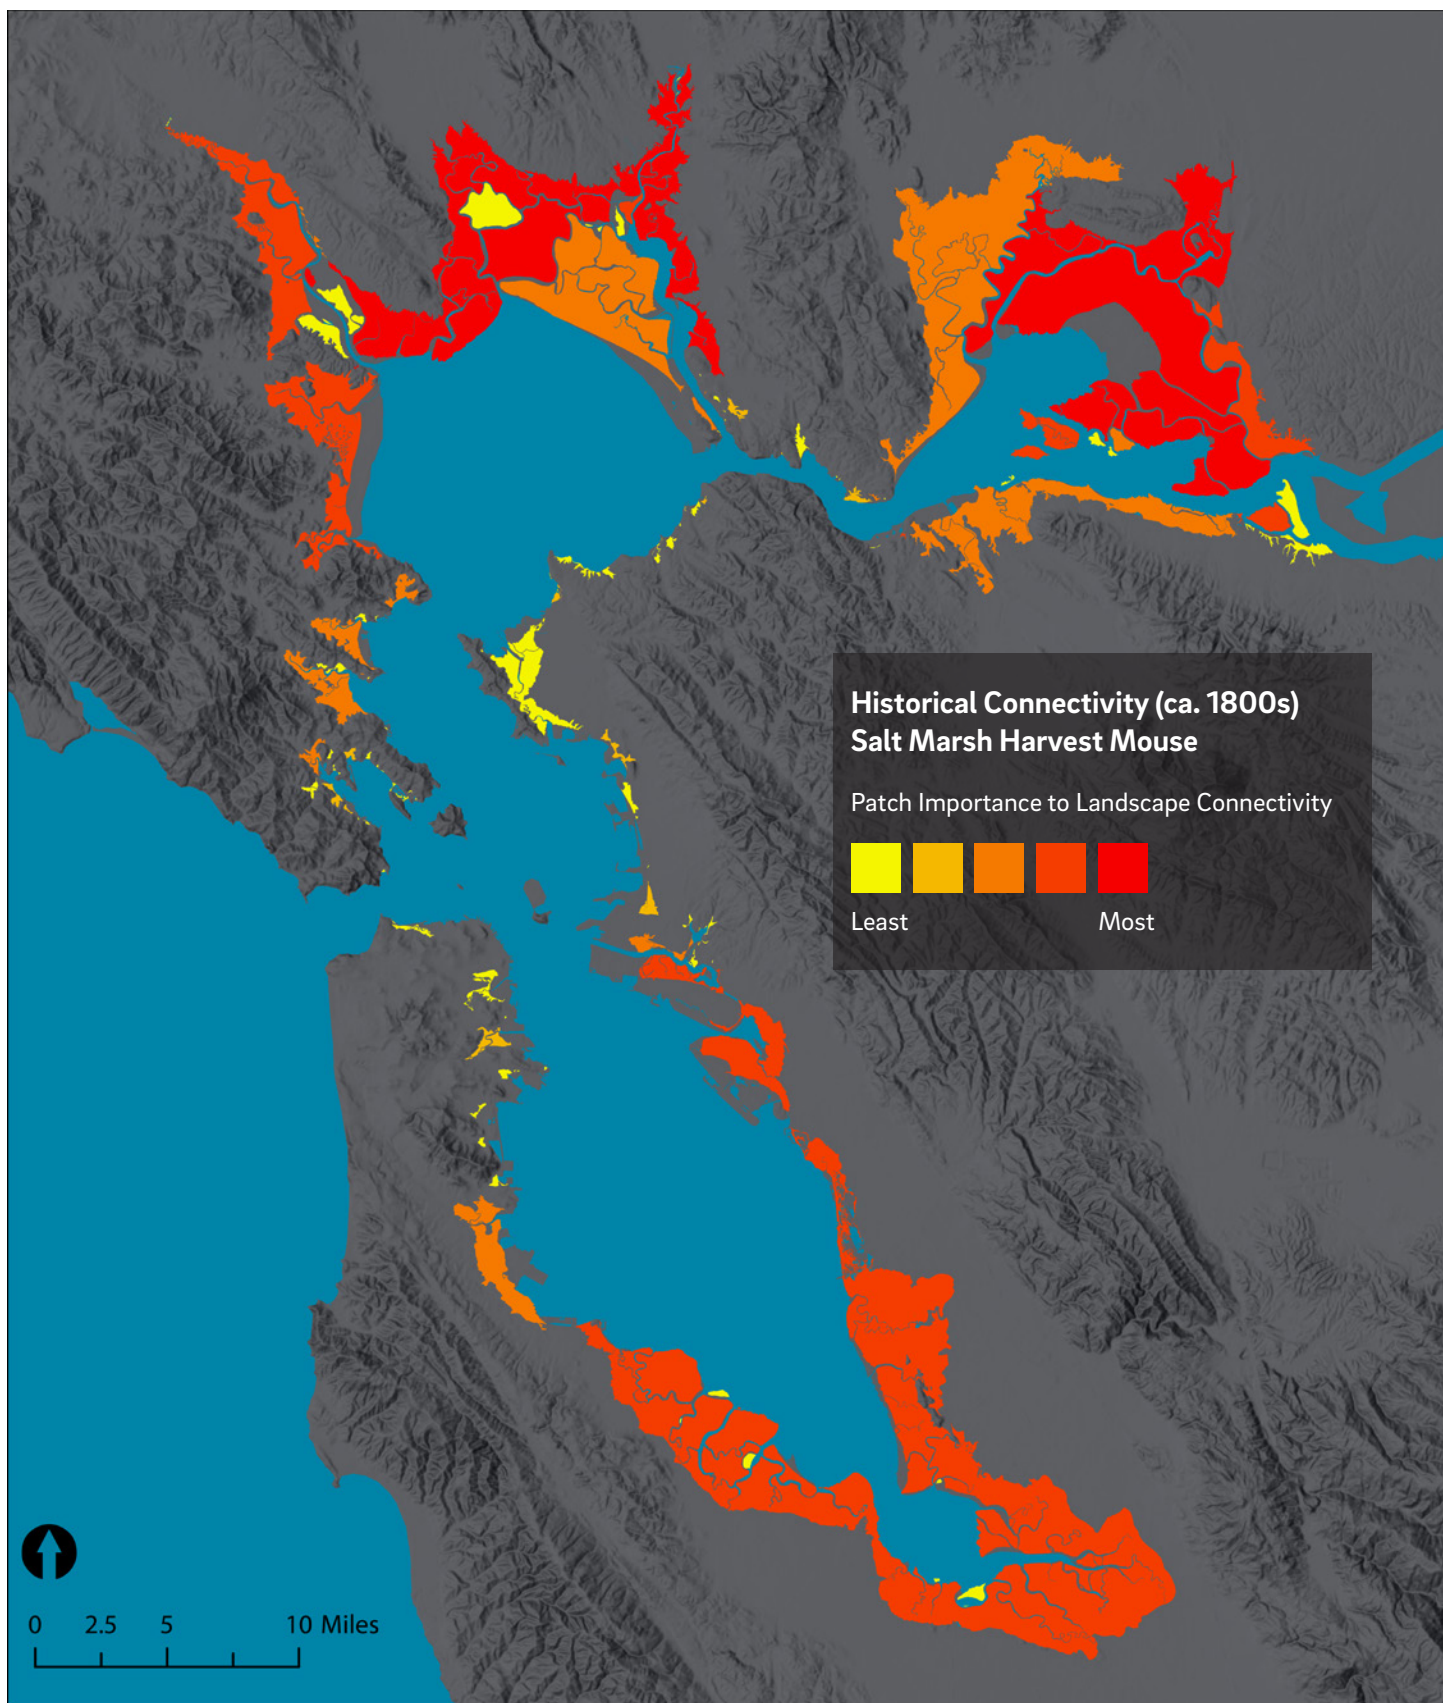 Historical Connectivity (ca. 1800s)
Salt Marsh Harvest Mouse
Patch Importance to Landscape Connectivity
Least Most
0 2.5 5 10 Miles